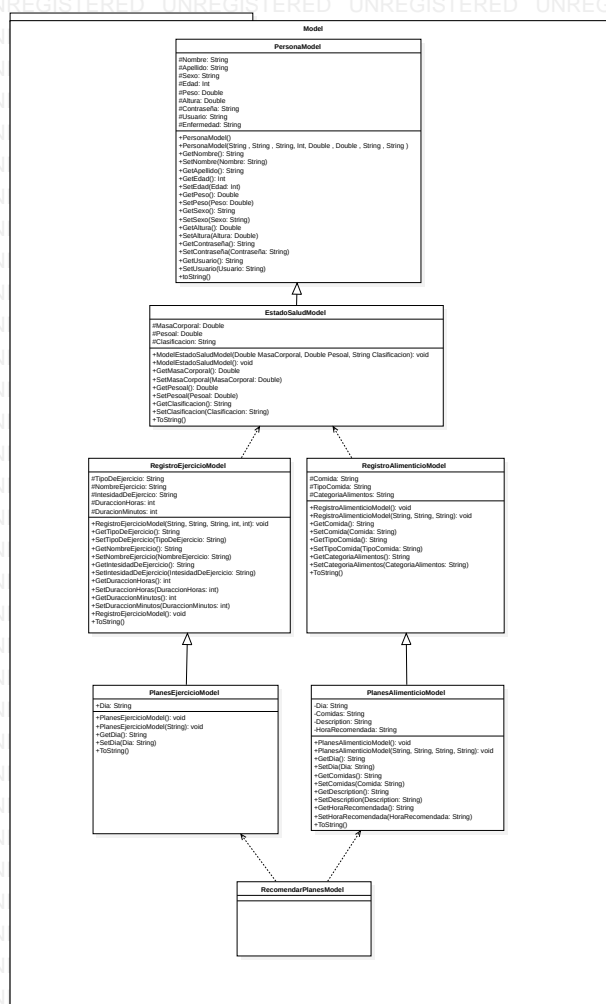 UNREGISTERED UNREGISTERED UNREGISTERED UNREG
Model
PersonaModel
#Nombre: String
#Apellido: String
#Sexo: String
#Edad: Int
#Peso: Double
#Altura: Double
#Contraseña: String
#Usuario: String
#Enfermedad: String
+PersonaModel()
+PersonaModel(String , String , String, Int, Double , Double , String , String )
+GetNombre(): String
+SetNombre(Nombre: String)
+GetApellido(): String
+GetEdad(): Int
+SetEdad(Edad: Int)
+GetPeso(): Double
+SetPeso(Peso: Double)
+GetSexo(): String
+SetSexo(Sexo: String)
+GetAltura(): Double
+SetAltura(Altura: Double)
+GetContraseña(): String
+SetContraseña(Contraseña: String)
+GetUsuario(): String
+SetUsuario(Usuario: String)
+toString()
EstadoSaludModel
#MasaCorporal: Double
#Pesoal: Double
#Clasificacion: String
+ModelEstadoSaludModel(Double MasaCorporal, Double Pesoal, String Clasificacion): void
+ModelEstadoSaludModel(): void
+GetMasaCorporal(): Double
+SetMasaCorporal(MasaCorporal: Double)
+GetPesoal(): Double
+SetPesoal(Pesoal: Double)
+GetClasificacion(): String
+SetClasificacion(Clasificacion: String)
+ToString()
RegistroEjercicioModel
#TipoDeEjercicio: String
#NombreEjercicio: String
#IntesidadDeEjercico: String
#DuraccionHoras: int
#DuracionMinutos: int
+RegistroEjercicioModel(String, String, String, int, int): void
+GetTipoDeEjercicio(): String
+SetTipoDeEjercicio(TipoDeEjercicio: String)
+GetNombreEjercicio(): String
+SetNombreEjercicio(NombreEjercicio: String)
+GetIntesidadDeEjercicio(): String
+SetIntesidadDeEjercicio(IntesidadDeEjercicio: String)
+GetDuraccionHoras(): int
+SetDuraccionHoras(DuraccionHoras: int)
+GetDuraccionMinutos(): int
+SetDuraccionMinutos(DuraccionMinutos: int)
+RegistroEjercicioModel(): void
+ToString()
RegistroAlimenticioModel
#Comida: String
#TipoComida: String
#CategoriaAlimentos: String
+RegistroAlimenticioModel(): void
+RegistroAlimenticioModel(String, String, String): void
+GetComida(): String
+SetComida(Comida: String)
+GetTipoComida(): String
+SetTipoComida(TipoComida: String)
+GetCategoriaAlimentos(): String
+SetCategoriaAlimentos(CategoriaAlimentos: String)
+ToString()
PlanesEjercicioModel
+Dia: String
+PlanesEjercicioModel(): void
+PlanesEjercicioModel(String): void
+GetDia(): String
+SetDia(Dia: String)
+ToString()
PlanesAlimenticioModel
-Dia: String
-Comidas: String
-Description: String
-HoraRecomendada: String
+PlanesAlimenticioModel(): void
+PlanesAlimenticioModel(String, String, String, String): void
+GetDia(): String
+SetDia(Dia: String)
+GetComidas(): String
+SetComidas(Comida: String)
+GetDescription(): String
+SetDescription(Description: String)
+GetHoraRecomendada(): String
+SetHoraRecomendada(HoraRecomendada: String)
+ToString()
RecomendarPlanesModel